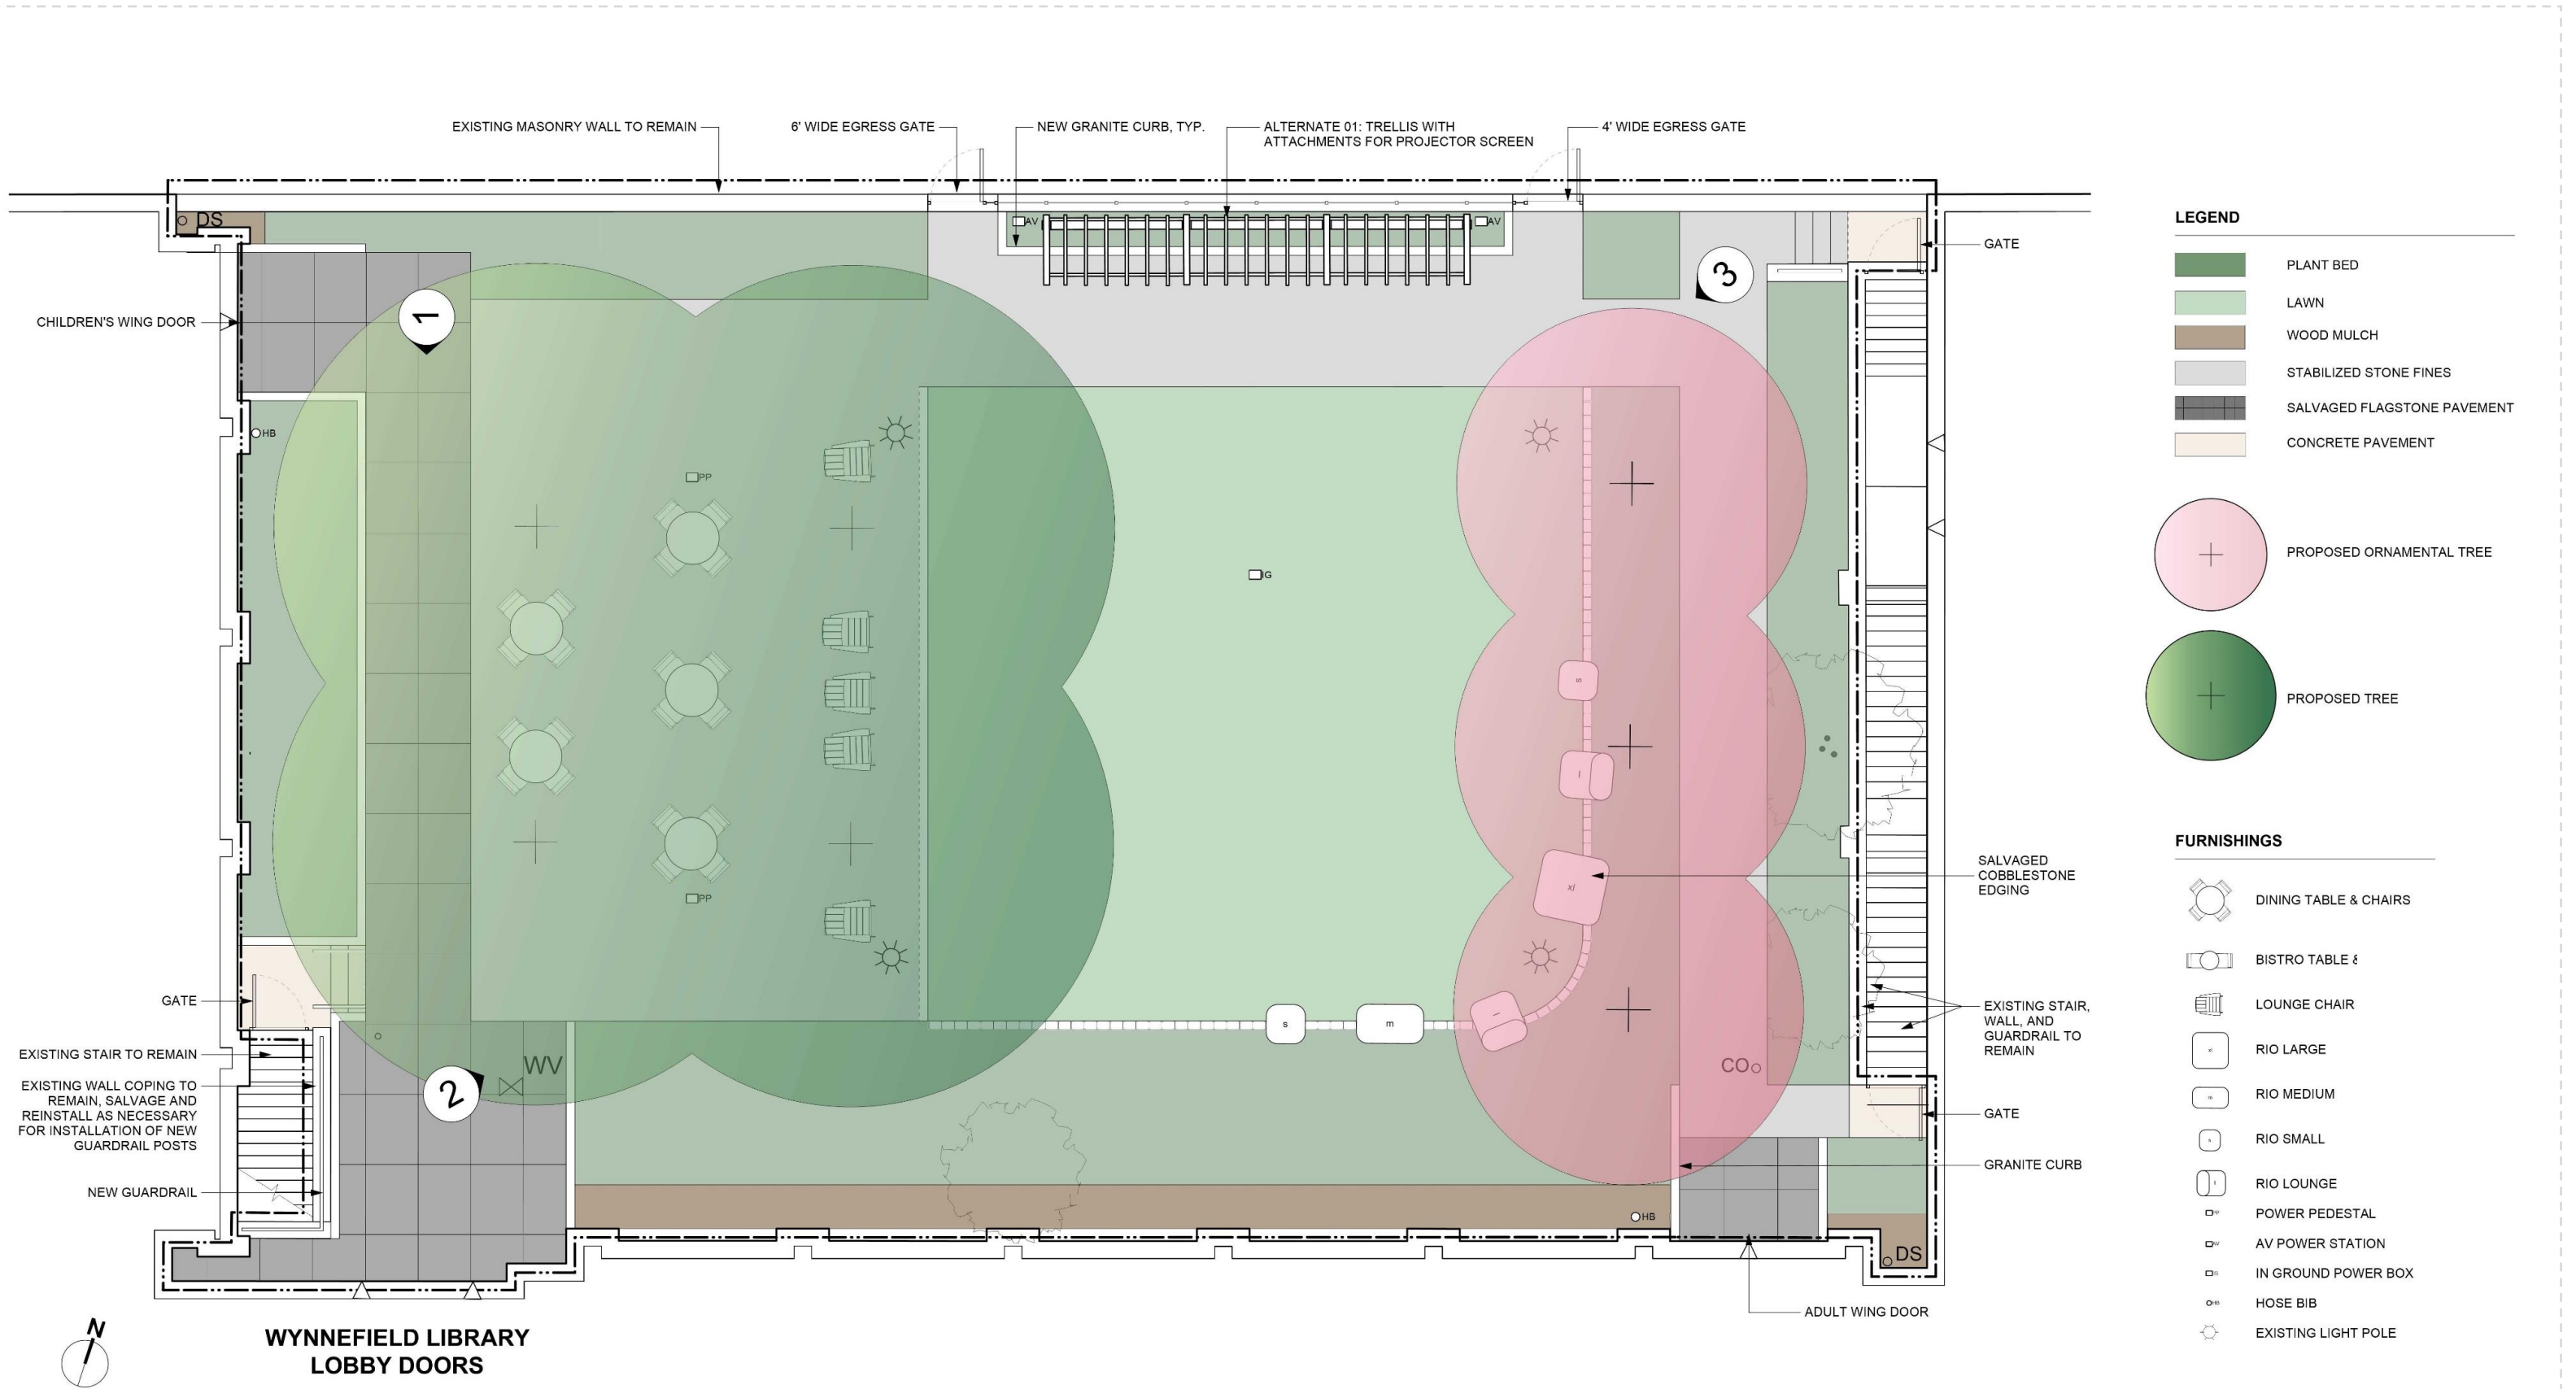 EXISTING MASONRY WALL TO REMAIN
6' WIDE EGRESS GATE
NEW GRANITE CURB, TYP.
ALTERNATE 01: TRELLIS WITH
ATTACHMENTS FOR PROJECTOR SCREEN
4' WIDE EGRESS GATE
DS
AV
AV
GATE
3
1
CHILDREN'S WING DOOR
HB
PP
IG
s
l
xl
SALVAGED
COBBLESTONE
EDGING
PP
GATE
s
m
l
EXISTING STAIR,
WALL, AND
GUARDRAIL TO
REMAIN
EXISTING STAIR TO REMAIN
WV
CO
2
EXISTING WALL COPING TO
REMAIN, SALVAGE AND
REINSTALL AS NECESSARY
FOR INSTALLATION OF NEW
GUARDRAIL POSTS
GATE
GRANITE CURB
NEW GUARDRAIL
HB
DS
ADULT WING DOOR
N
WYNNEFIELD LIBRARY
LOBBY DOORS
LEGEND
PLANT BED
LAWN
WOOD MULCH
STABILIZED STONE FINES
SALVAGED FLAGSTONE PAVEMENT
CONCRETE PAVEMENT
PROPOSED ORNAMENTAL TREE
PROPOSED TREE
FURNISHINGS
DINING TABLE & CHAIRS
BISTRO TABLE &
LOUNGE CHAIR
xl RIO LARGE
m RIO MEDIUM
s RIO SMALL
l RIO LOUNGE
PP POWER PEDESTAL
AV AV POWER STATION
IG IN GROUND POWER BOX
HB HOSE BIB
EXISTING LIGHT POLE